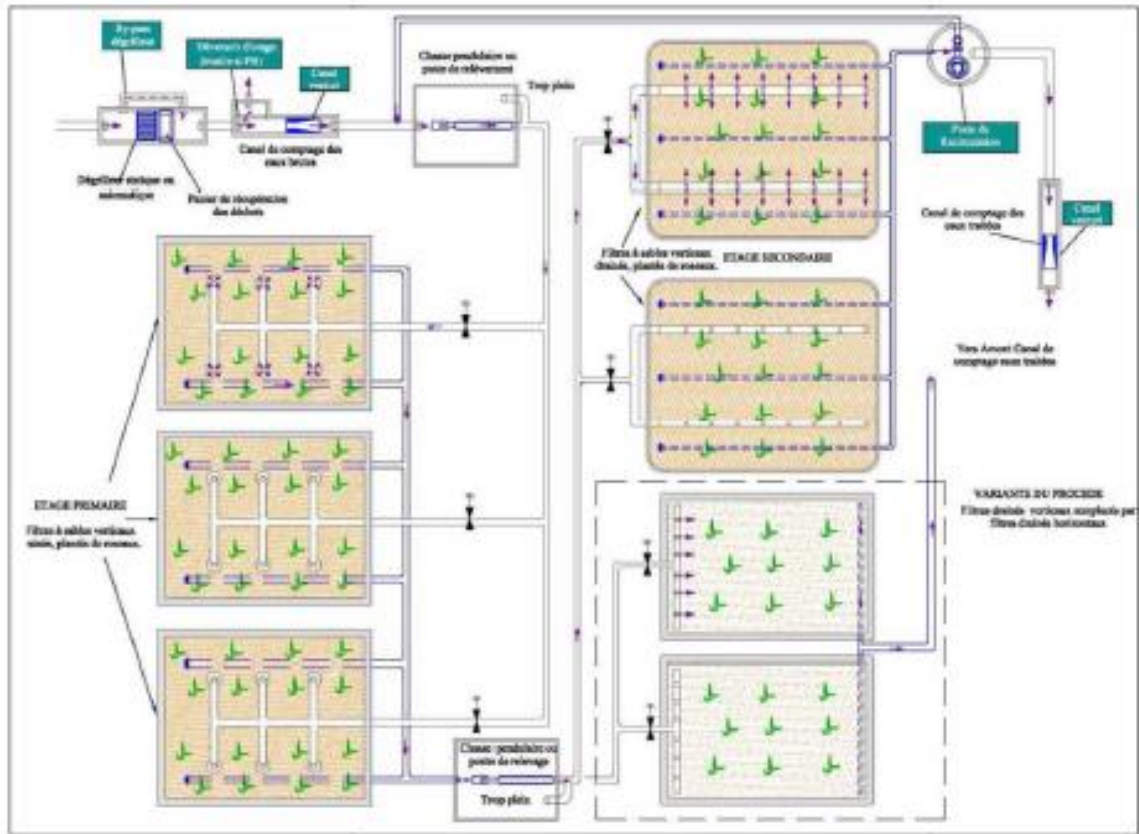 By-pass
dégrilleur
Déversoir d'orage
Canal
venturi
Canal de comptage des
eaux brutes
Dégrilleur statique ou
automatique
Panier de récupération
des déchets
Chasse pendulaire ou
poste de relèvement
Trop plein
Poste de
Recirculation
Canal de comptage des
eaux traitées
Canal
venturi
Filtres à sables verticaux
drainés, plantés de roseaux.
ETAGE SECONDAIRE
Vers Amont Canal de
comptage eaux traitées
ETAGE PRIMAIRE
Filtres à sables verticaux
plantés de roseaux.
VARIANTE DU PROCEDE
Filtres drainés verticaux remplacés par
filtres drainés horizontaux
Chasse pendulaire ou
poste de relevage
Trop plein